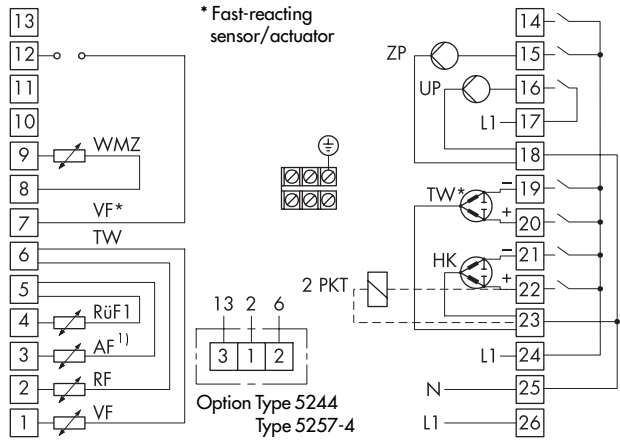 * Fast-reacting
sensor/actuator
13
12
11
10
9
WMZ
8
VF*
7
TW
6
5
4
RüF1
3
AF 1)
2
RF
1
VF
13 2 6
3 1 2
Option Type 5244
Type 5257-4
14
ZP
15
UP
16
L1
17
18
TW*
−
19
+
20
HK
−
21
2 PKT
+
22
23
L1
24
N
25
L1
26